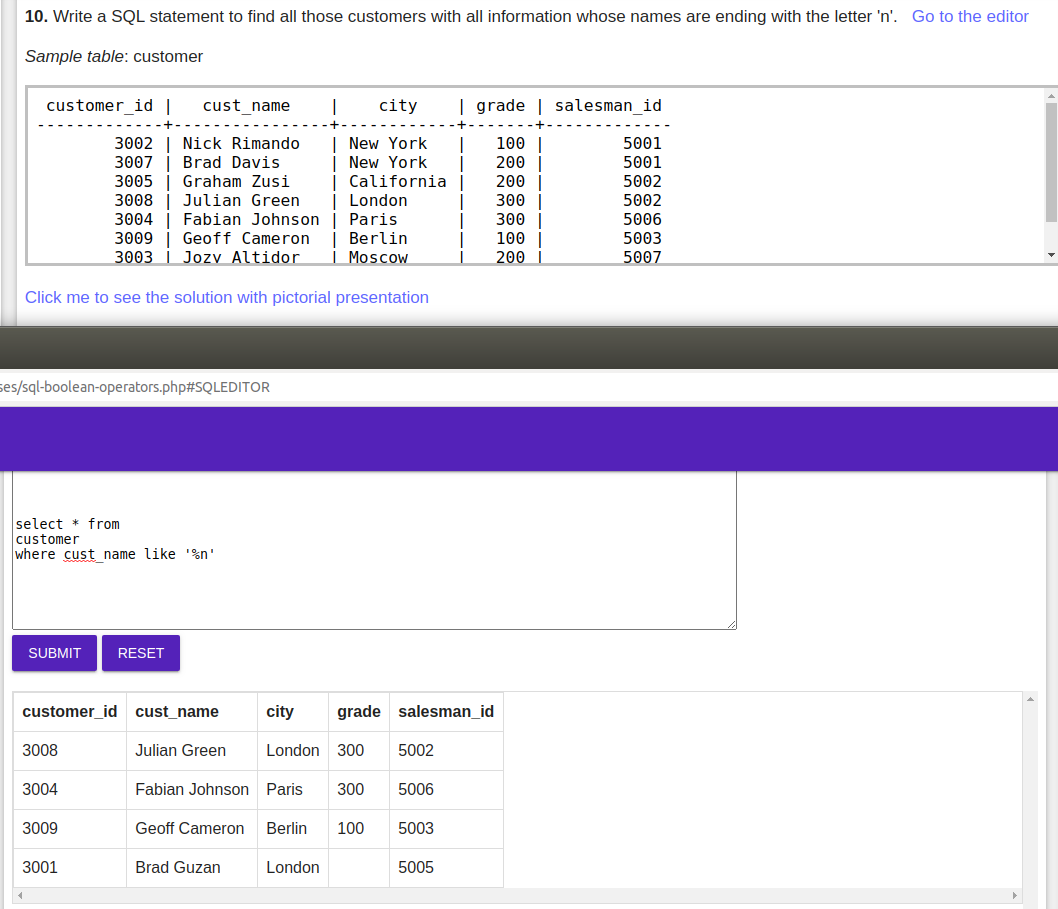 10. Write a SQL statement to find all those customers with all information whose names are ending with the letter 'n'. Go to the editor
Sample table: customer
customer_id | cust_name | city | grade | salesman_id
-------------+----------------+------------+-------+-------------
3002 | Nick Rimando | New York | 100 | 5001
3007 | Brad Davis | New York | 200 | 5001
3005 | Graham Zusi | California | 200 | 5002
3008 | Julian Green | London | 300 | 5002
3004 | Fabian Johnson | Paris | 300 | 5006
3009 | Geoff Cameron | Berlin | 100 | 5003
3003 | Jozy Altidor | Moscow | 200 | 5007
Click me to see the solution with pictorial presentation
ses/sql-boolean-operators.php#SQLEDITOR
select * from
customer
where cust_name like '%n'
SUBMIT RESET
customer_id cust_name city grade salesman_id
3008 Julian Green London 300 5002
3004 Fabian Johnson Paris 300 5006
3009 Geoff Cameron Berlin 100 5003
3001 Brad Guzan London 5005